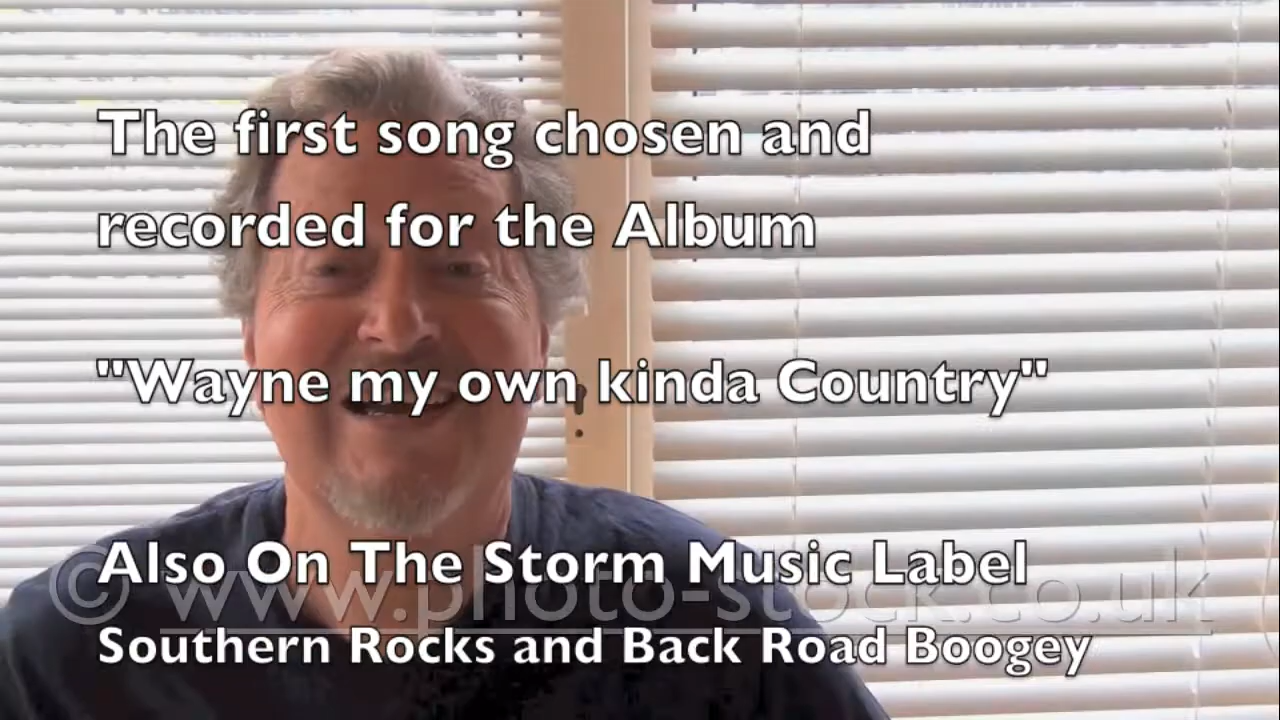 The first song chosen and
recorded for the Album
"Wayne my own kinda Country"
Also On The Storm Music Label
© www.photo-stock.co.uk
Southern Rocks and Back Road Boogey